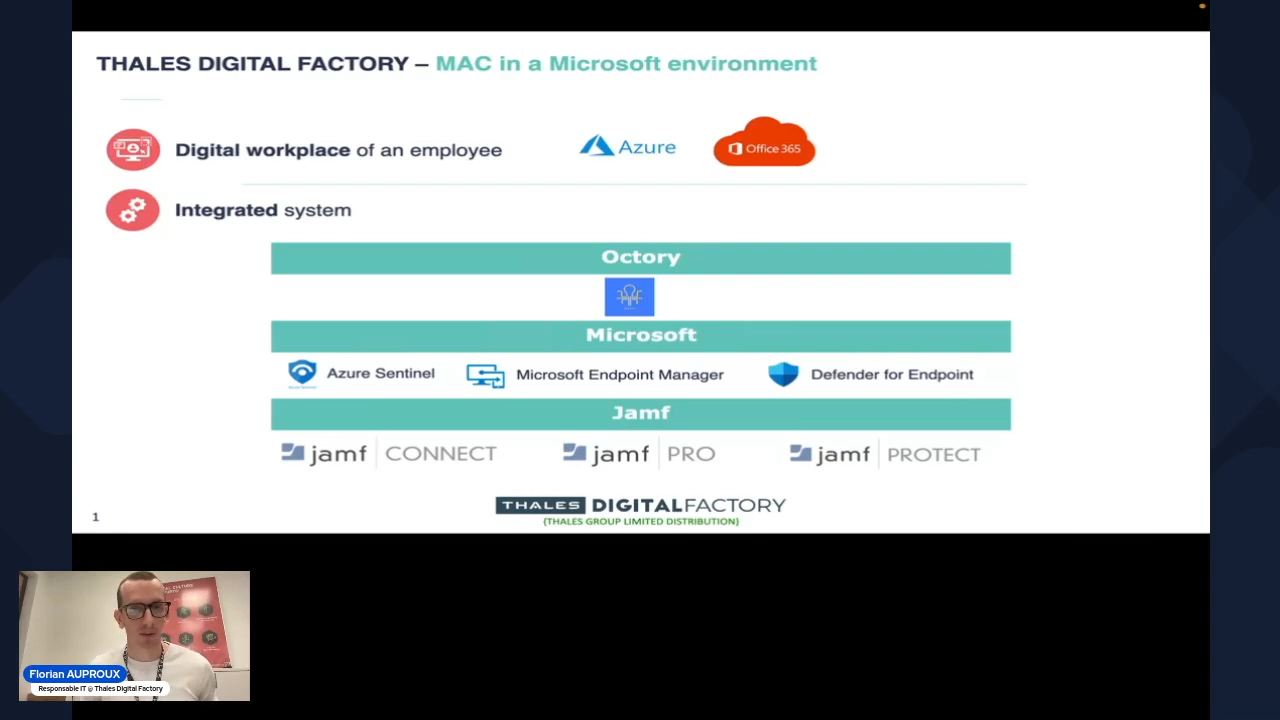 THALES DIGITAL FACTORY – MAC in a Microsoft environment
Digital workplace of an employee
Azure
Office 365
Integrated system
Octory
Microsoft
Azure Sentinel
Microsoft Endpoint Manager
Defender for Endpoint
Jamf
jamf | CONNECT
jamf | PRO
jamf | PROTECT
THALES DIGITALFACTORY
{THALES GROUP LIMITED DISTRIBUTION}
1
CULTURE
Florian AUPROUX
Responsable IT @ Thales Digital Factory